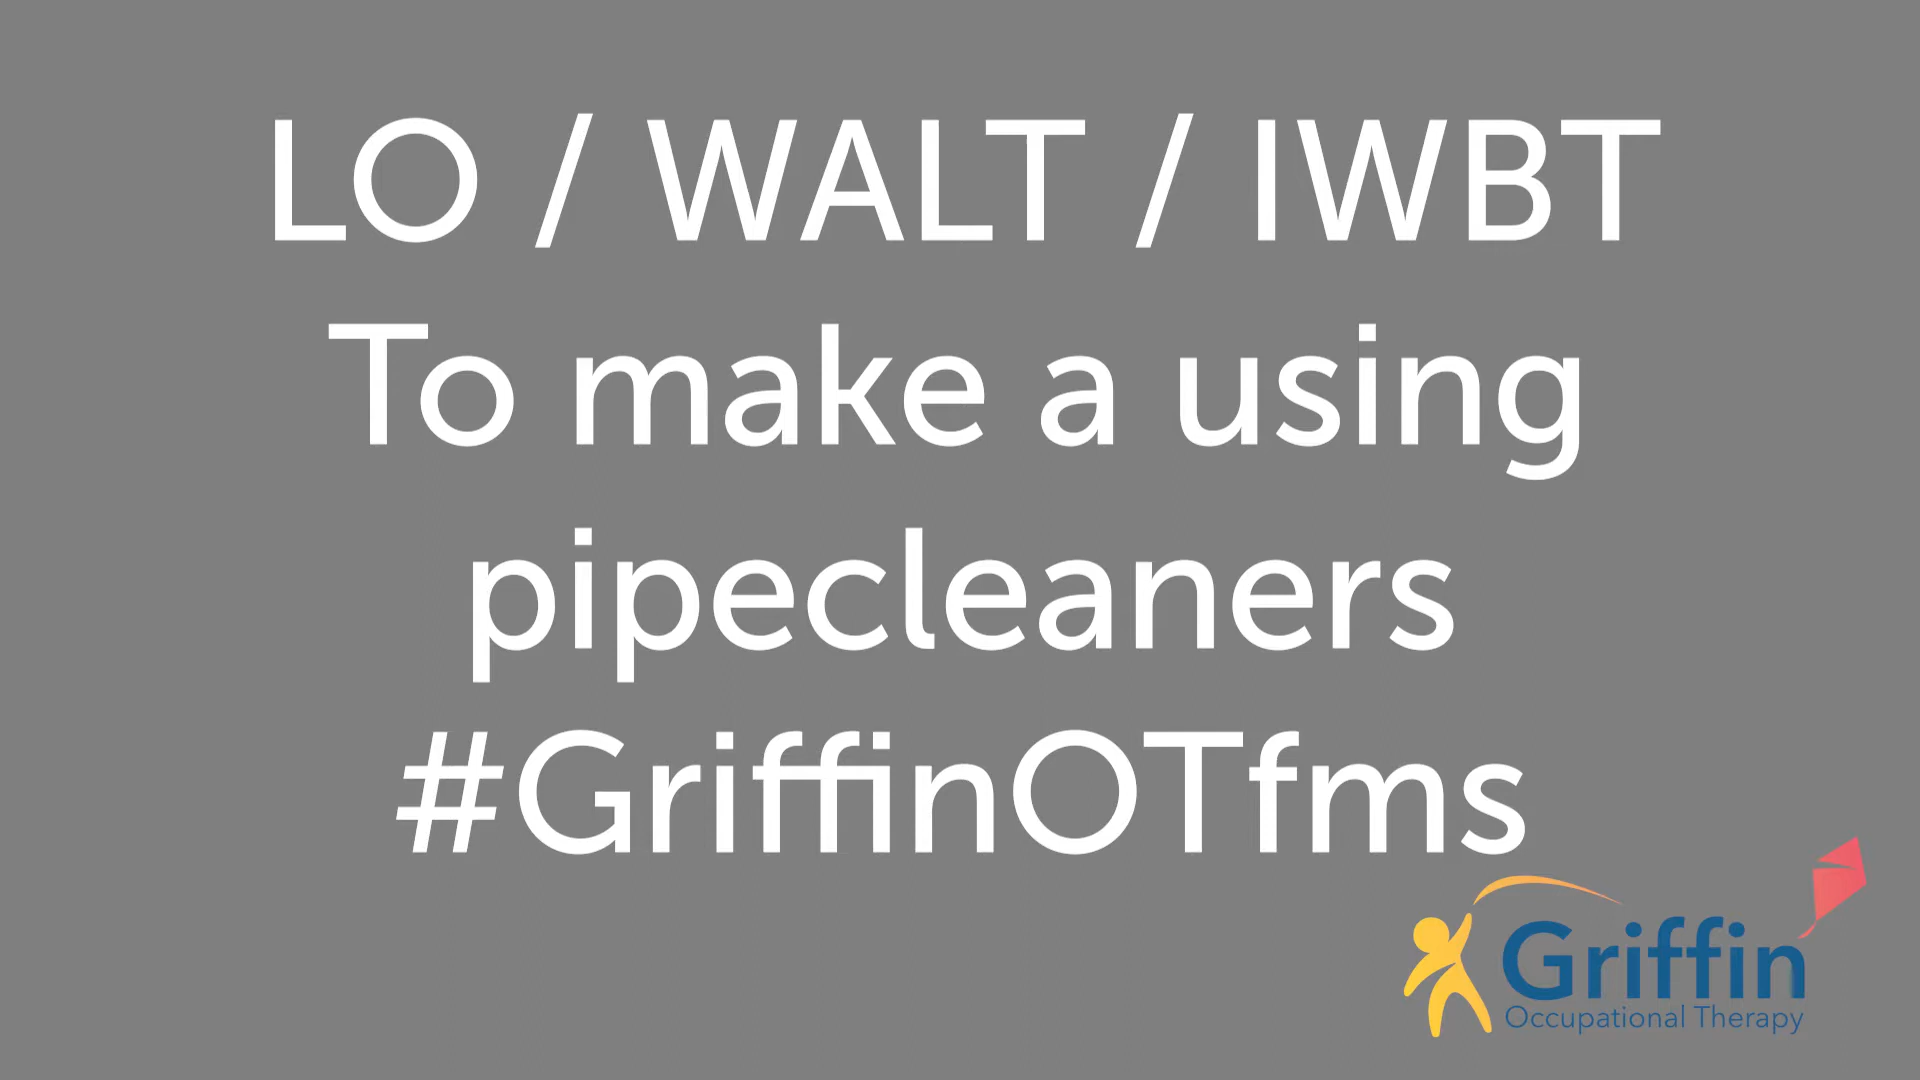 LO / WALT / IWBT
To make a using
pipecleaners
#GriffinOTfms
Griffin
Occupational Therapy